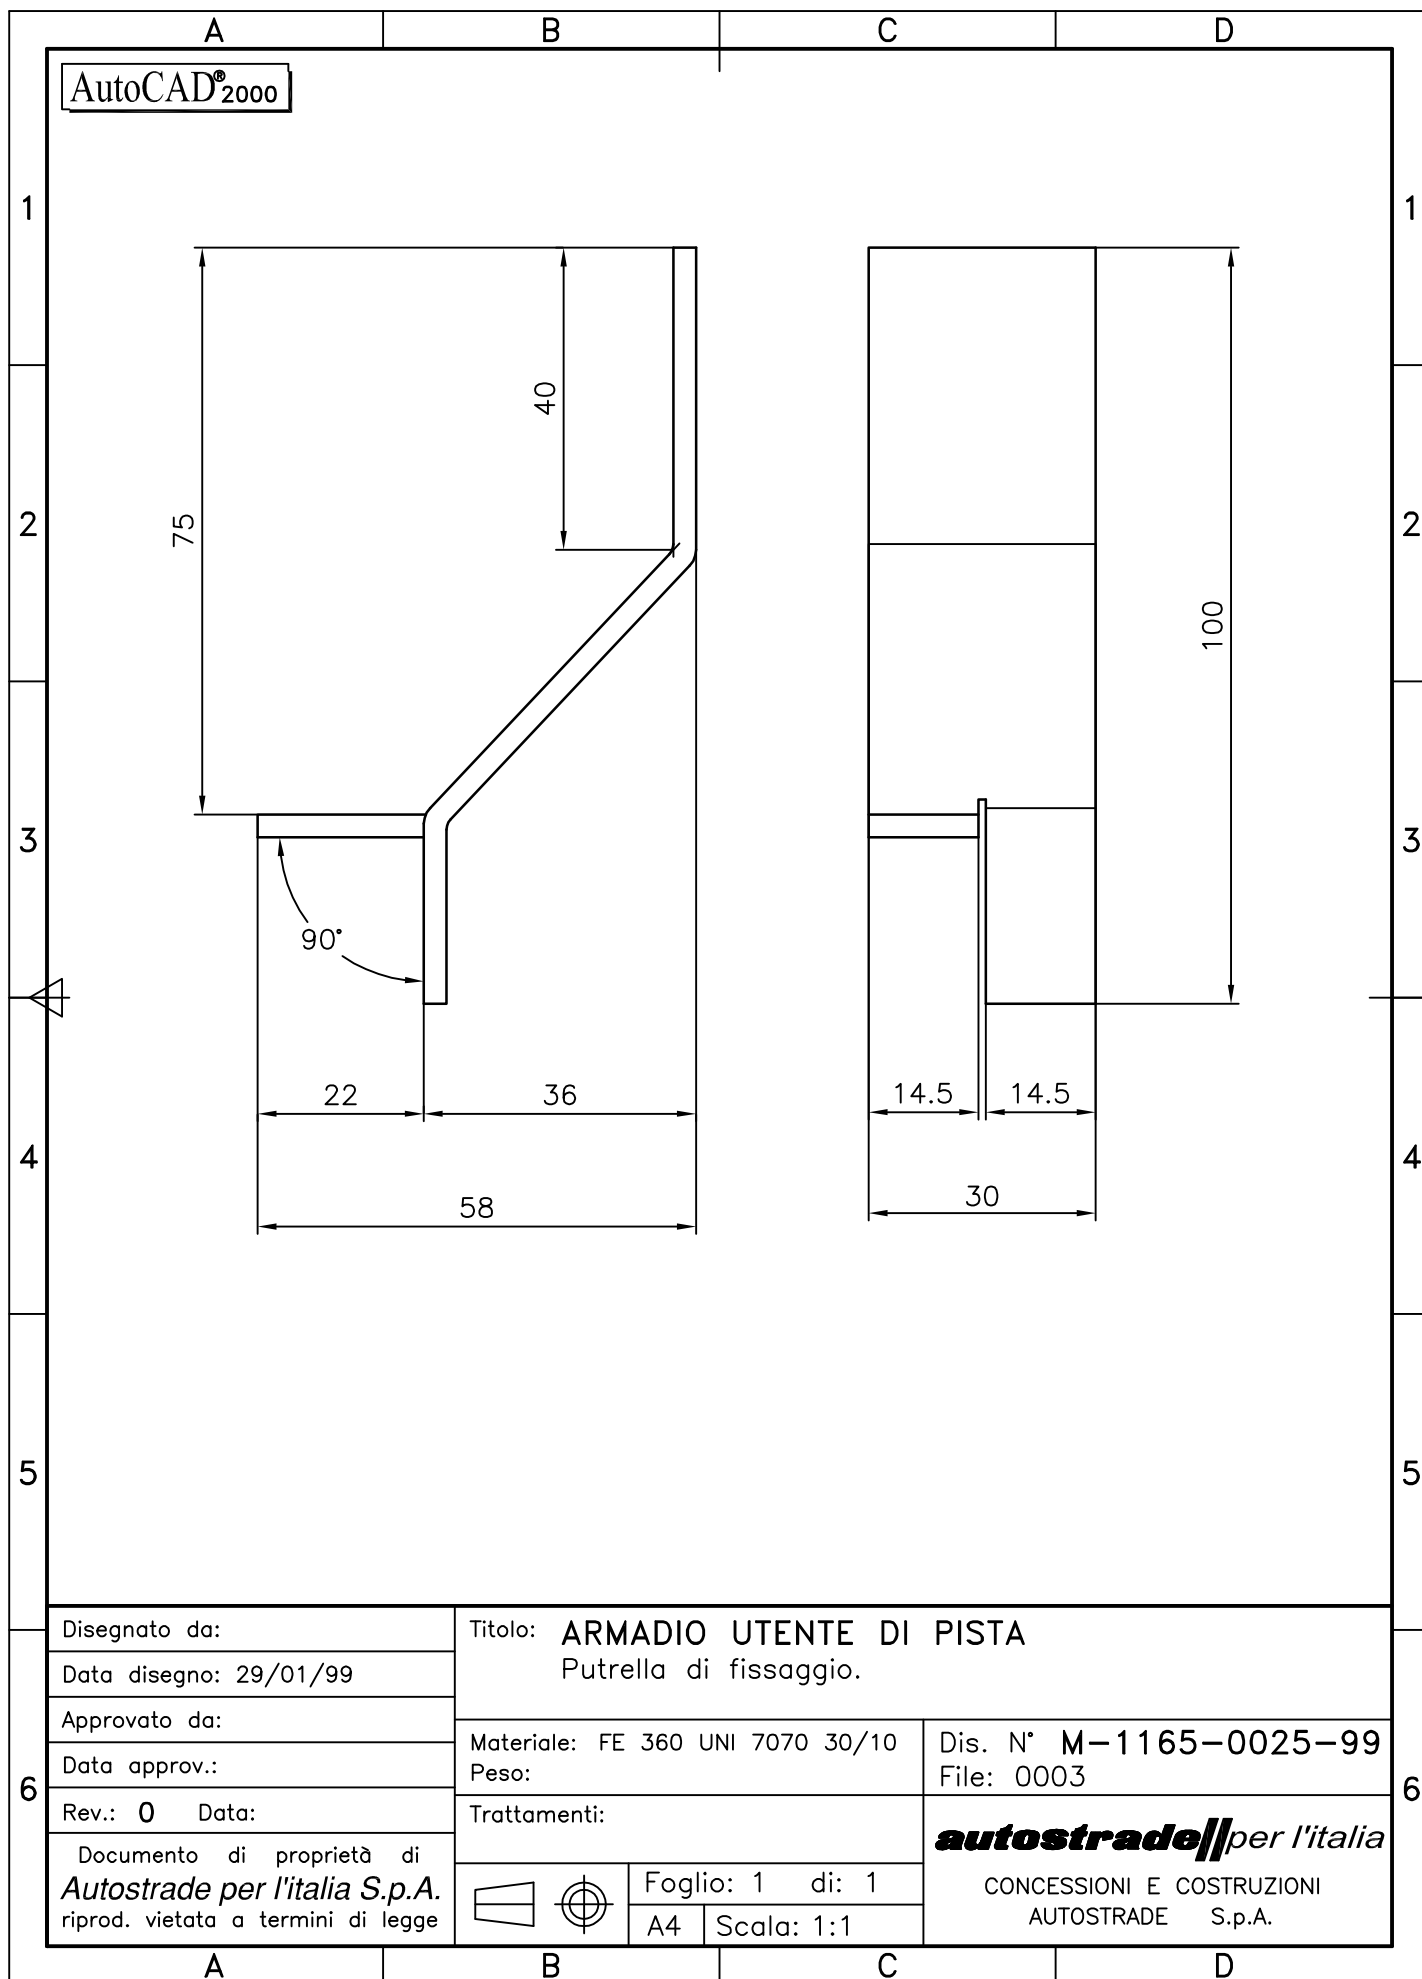 A B C D
AutoCAD® 2000
1 1
40
75
2 2
100
3 3
90°
22 36 14.5 14.5
4 4
58 30
5 5
Disegnato da:
Data disegno: 29/01/99
Approvato da:
Data approv.:
Rev.: 0 Data:
Documento di proprietà di
Autostrade per l'italia S.p.A.
riprod. vietata a termini di legge
Titolo: ARMADIO UTENTE DI PISTA
Putrella di fissaggio.
Materiale: FE 360 UNI 7070 30/10
Peso:
Dis. N° M-1165-0025-99
File: 0003
6 6
Trattamenti:
Foglio: 1 di: 1
A4 Scala: 1:1
autostrade//per l'italia
CONCESSIONI E COSTRUZIONI
AUTOSTRADE S.p.A.
A B C D